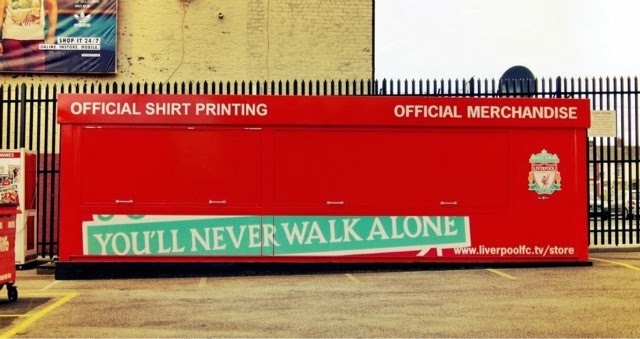 SHOP IT 24/7
ONLINE. INSTORE. MOBILE.
adidas
OFFICIAL SHIRT PRINTING
OFFICIAL MERCHANDISE
LIVERPOOL
YOU'LL NEVER WALK ALONE
www.liverpoolfc.tv/store